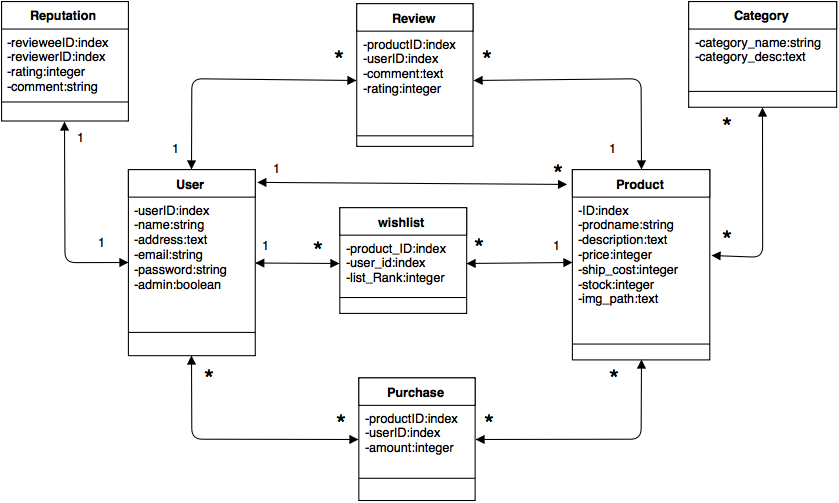 Reputation
-revieweeID:index
-reviewerID:index
-rating:integer
-comment:string
Review
-productID:index
-userID:index
-comment:text
-rating:integer
Category
-category_name:string
-category_desc:text
*
*
*
1
1
1
1
*
User
-userID:index
-name:string
-address:text
-email:string
-password:string
-admin:boolean
Product
-ID:index
-prodname:string
-description:text
-price:integer
-ship_cost:integer
-stock:integer
-img_path:text
wishlist
-product_ID:index
-user_id:index
-list_Rank:integer
1
1
*
*
1
*
*
*
Purchase
-productID:index
-userID:index
-amount:integer
*
*